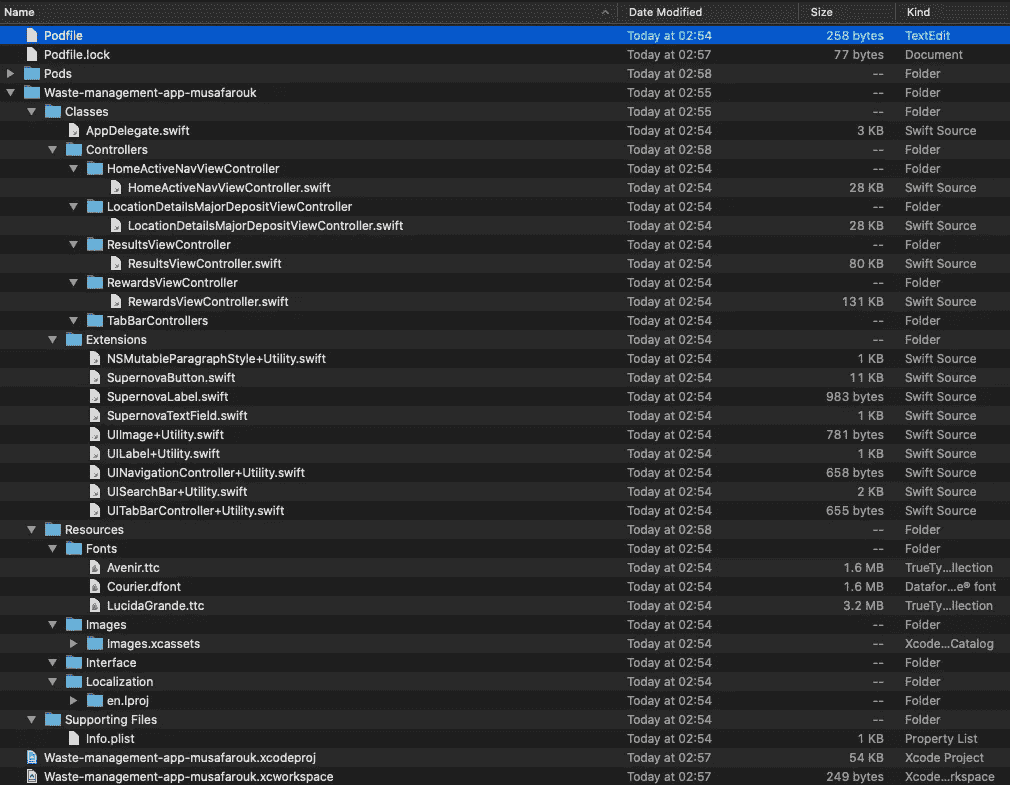 Name Date Modified Size Kind
Podfile Today at 02:54 258 bytes TextEdit
Podfile.lock Today at 02:57 77 bytes Document
Pods Today at 02:58 -- Folder
Waste-management-app-musafarouk Today at 02:55 -- Folder
Classes Today at 02:55 -- Folder
AppDelegate.swift Today at 02:54 3 KB Swift Source
Controllers Today at 02:58 -- Folder
HomeActiveNavViewController Today at 02:54 -- Folder
HomeActiveNavViewController.swift Today at 02:54 28 KB Swift Source
LocationDetailsMajorDepositViewController Today at 02:54 -- Folder
LocationDetailsMajorDepositViewController.swift Today at 02:54 28 KB Swift Source
ResultsViewController Today at 02:54 -- Folder
ResultsViewController.swift Today at 02:54 80 KB Swift Source
RewardsViewController Today at 02:54 -- Folder
RewardsViewController.swift Today at 02:54 131 KB Swift Source
TabBarControllers Today at 02:54 -- Folder
Extensions Today at 02:54 -- Folder
NSMutableParagraphStyle+Utility.swift Today at 02:54 1 KB Swift Source
SupernovaButton.swift Today at 02:54 11 KB Swift Source
SupernovaLabel.swift Today at 02:54 983 bytes Swift Source
SupernovaTextField.swift Today at 02:54 1 KB Swift Source
UIImage+Utility.swift Today at 02:54 781 bytes Swift Source
UILabel+Utility.swift Today at 02:54 1 KB Swift Source
UINavigationController+Utility.swift Today at 02:54 658 bytes Swift Source
UISearchBar+Utility.swift Today at 02:54 2 KB Swift Source
UITabBarController+Utility.swift Today at 02:54 655 bytes Swift Source
Resources Today at 02:58 -- Folder
Fonts Today at 02:54 -- Folder
Avenir.ttc Today at 02:54 1.6 MB TrueTy...llection
Courier.dfont Today at 02:54 1.6 MB Datafor...e® font
LucidaGrande.ttc Today at 02:54 3.2 MB TrueTy...llection
Images Today at 02:54 -- Folder
Images.xcassets Today at 02:54 -- Xcode...Catalog
Interface Today at 02:54 -- Folder
Localization Today at 02:54 -- Folder
en.lproj Today at 02:54 -- Folder
Supporting Files Today at 02:54 -- Folder
Info.plist Today at 02:54 1 KB Property List
Waste-management-app-musafarouk.xcodeproj Today at 02:57 54 KB Xcode Project
Waste-management-app-musafarouk.xcworkspace Today at 02:57 249 bytes Xcode...rkspace